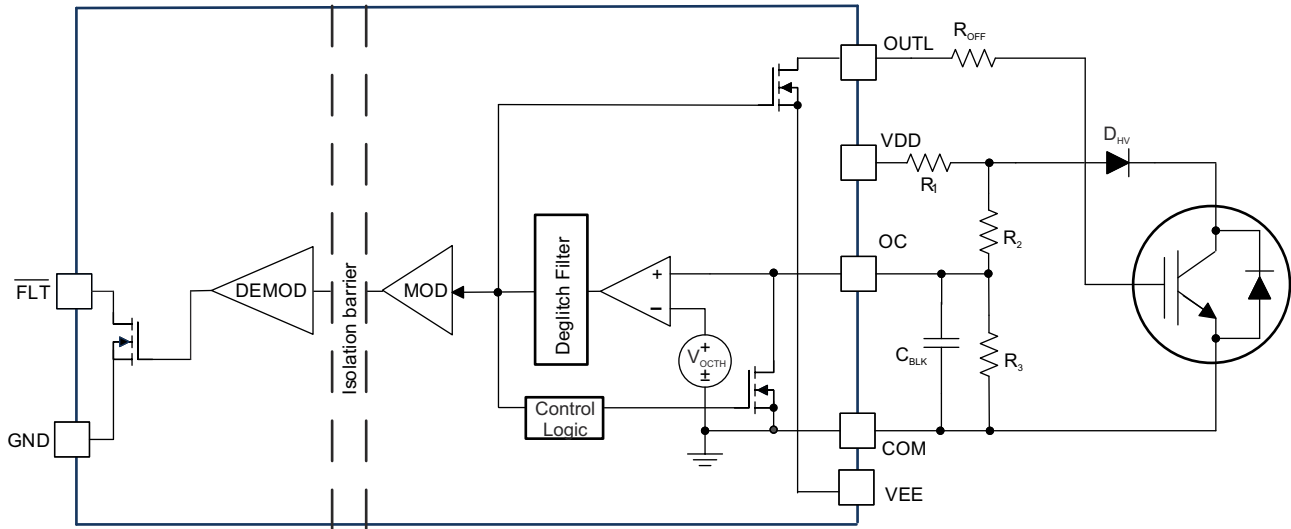 OUTL
R_OFF
VDD
R_1
D_HV
R_2
OC
FLT
DEMOD
Isolation barrier
MOD
Deglitch Filter
+
−
V_OCTH
+
±
C_BLK
R_3
Control
Logic
GND
COM
VEE